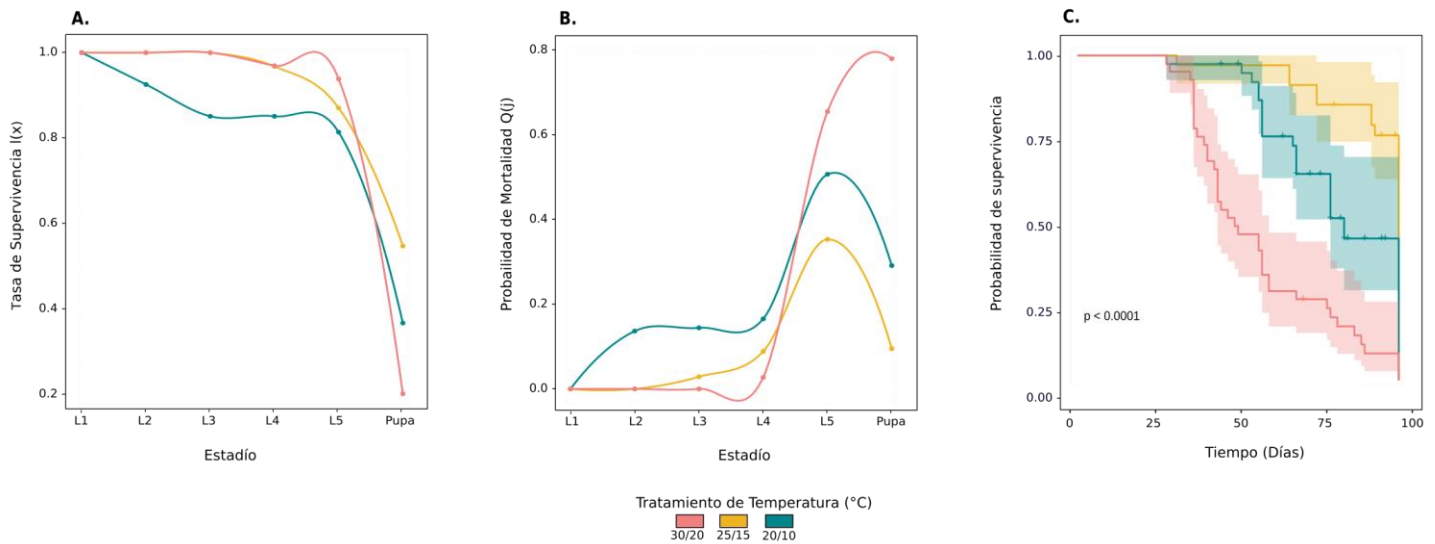 A.
Tasa de Supervivencia l(x)
1.0
0.8
0.6
0.4
0.2
L1 L2 L3 L4 L5 Pupa
Estadío
B.
Probailidad de Mortalidad Q(j)
0.8
0.6
0.4
0.2
0.0
L1 L2 L3 L4 L5 Pupa
Estadío
C.
Probabilidad de supervivencia
1.00
0.75
0.50
0.25
0.00
p < 0.0001
0 25 50 75 100
Tiempo (Días)
Tratamiento de Temperatura (°C)
30/20 25/15 20/10